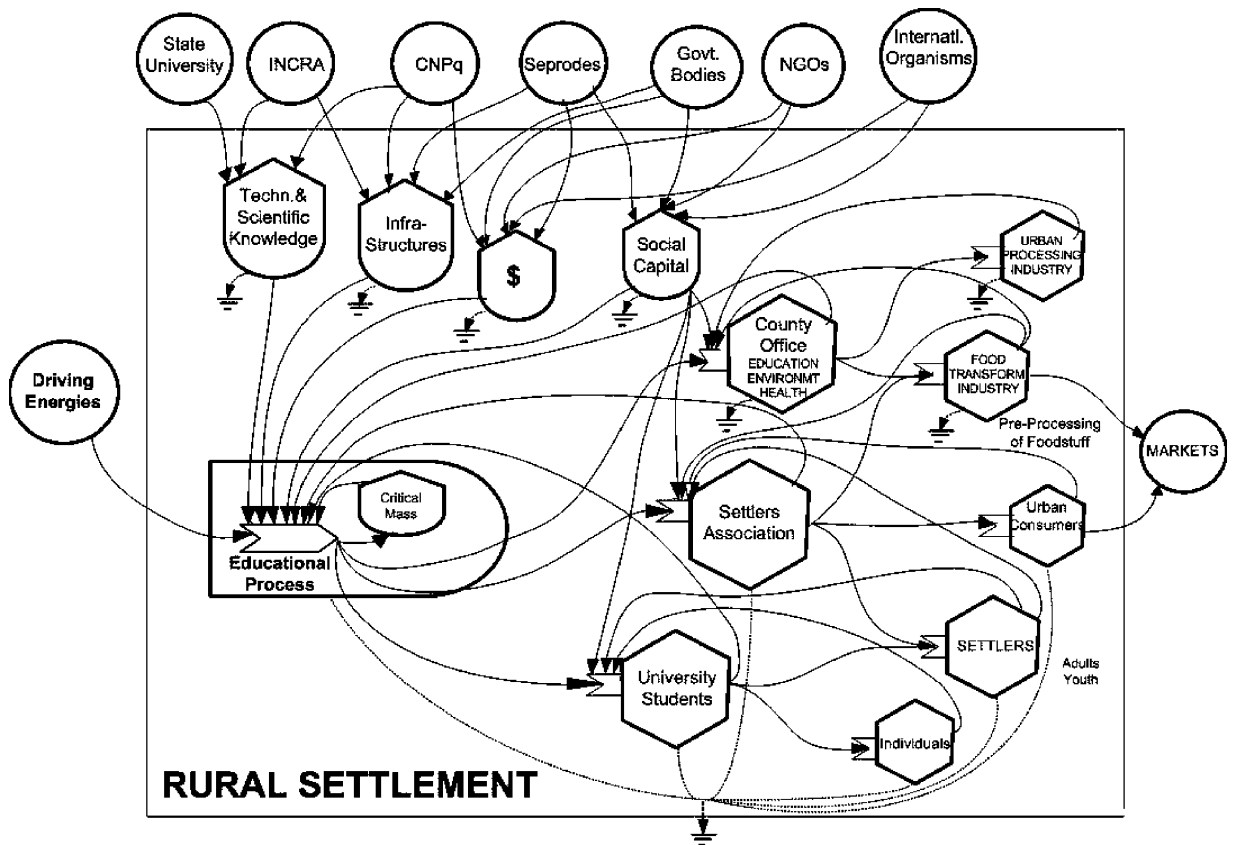 State
University
INCRA
CNPq
Seprodes
Govt.
Bodies
NGOs
Internatl.
Organisms
Techn.&
Scientific
Knowledge
Infra-
Structures
$
Social
Capital
URBAN
PROCESSING
INDUSTRY
County
Office
EDUCATION
ENVIRONMT
HEALTH
FOOD
TRANSFORM
INDUSTRY
Pre-Processing
of Foodstuff
MARKETS
Driving
Energies
Critical
Mass
Educational
Process
Settlers
Association
Urban
Consumers
University
Students
SETTLERS
Adults
Youth
Individuals
RURAL SETTLEMENT